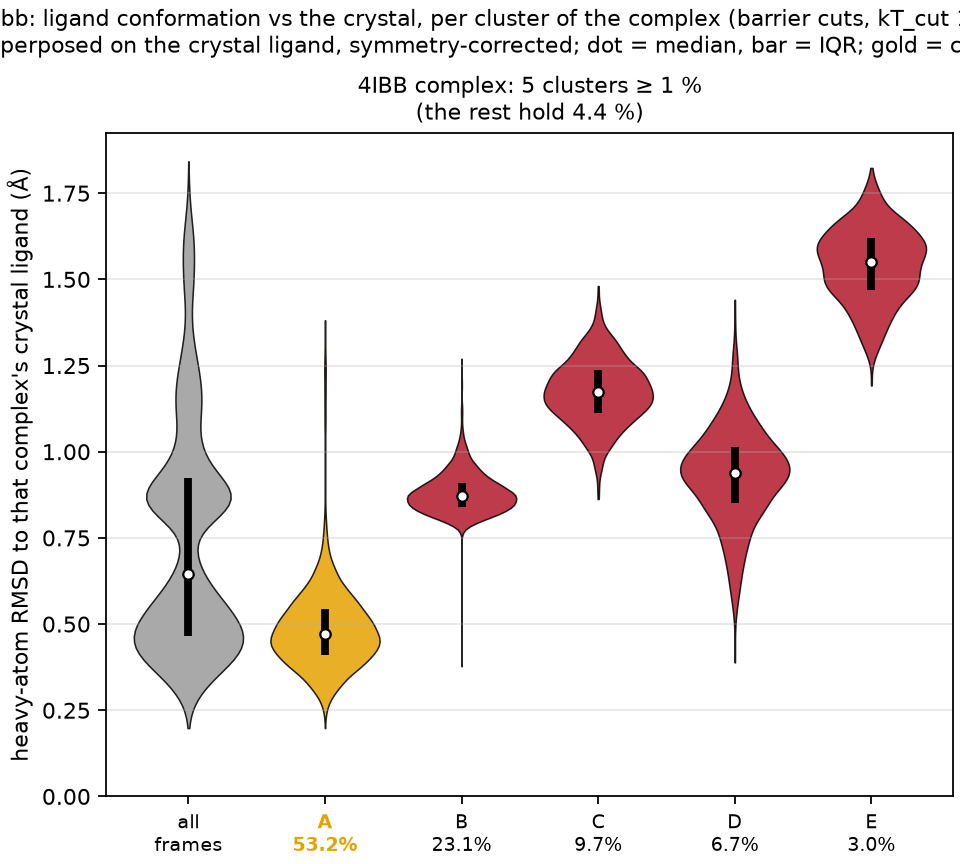 bb: ligand conformation vs the crystal, per cluster of the complex (barrier cuts, kT_cut
perposed on the crystal ligand, symmetry-corrected; dot = median, bar = IQR; gold = c
4IBB complex: 5 clusters ≥ 1 %
(the rest hold 4.4 %)
heavy-atom RMSD to that complex's crystal ligand (Å)
1.75
1.50
1.25
1.00
0.75
0.50
0.25
0.00
all frames
A 53.2%
B 23.1%
C 9.7%
D 6.7%
E 3.0%